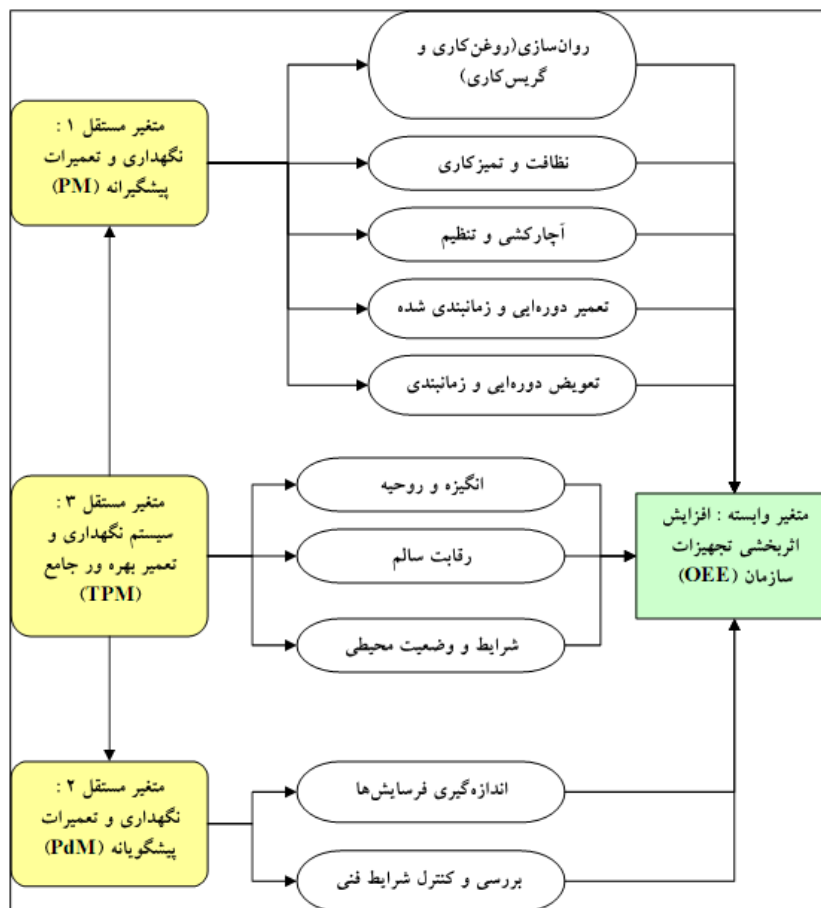 روان‌سازی(روغن‌کاری و
گریس‌کاری)
متغیر مستقل ۱ :
نگهداری و تعمیرات
پیشگیرانه (PM)
نظافت و تمیزکاری
آچارکشی و تنظیم
تعمیر دوره‌ایی و زمانبندی شده
تعویض دوره‌ایی و زمانبندی
متغیر مستقل ۳ :
سیستم نگهداری و
تعمیر بهره ور جامع
(TPM)
انگیزه و روحیه
رقابت سالم
شرایط و وضعیت محیطی
متغیر وابسته : افزایش
اثربخشی تجهیزات
سازمان (OEE)
متغیر مستقل ۲ :
نگهداری و تعمیرات
پیشگویانه (PdM)
اندازه‌گیری فرسایش‌ها
بررسی و کنترل شرایط فنی